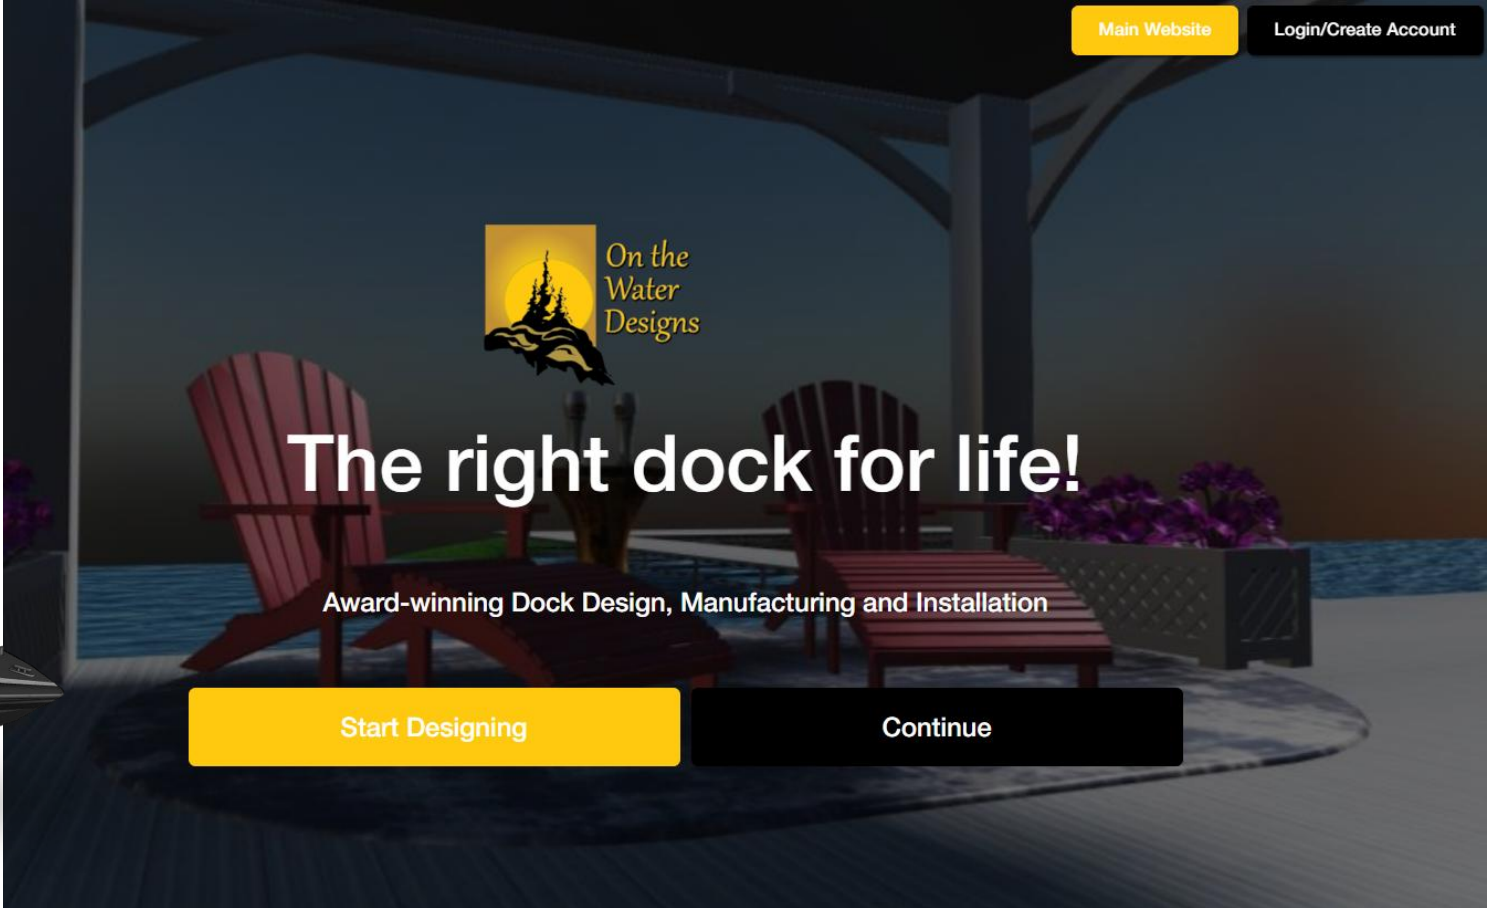 Main Website
Login/Create Account
On the
Water
Designs
The right dock for life!
Award-winning Dock Design, Manufacturing and Installation
Start Designing
Continue